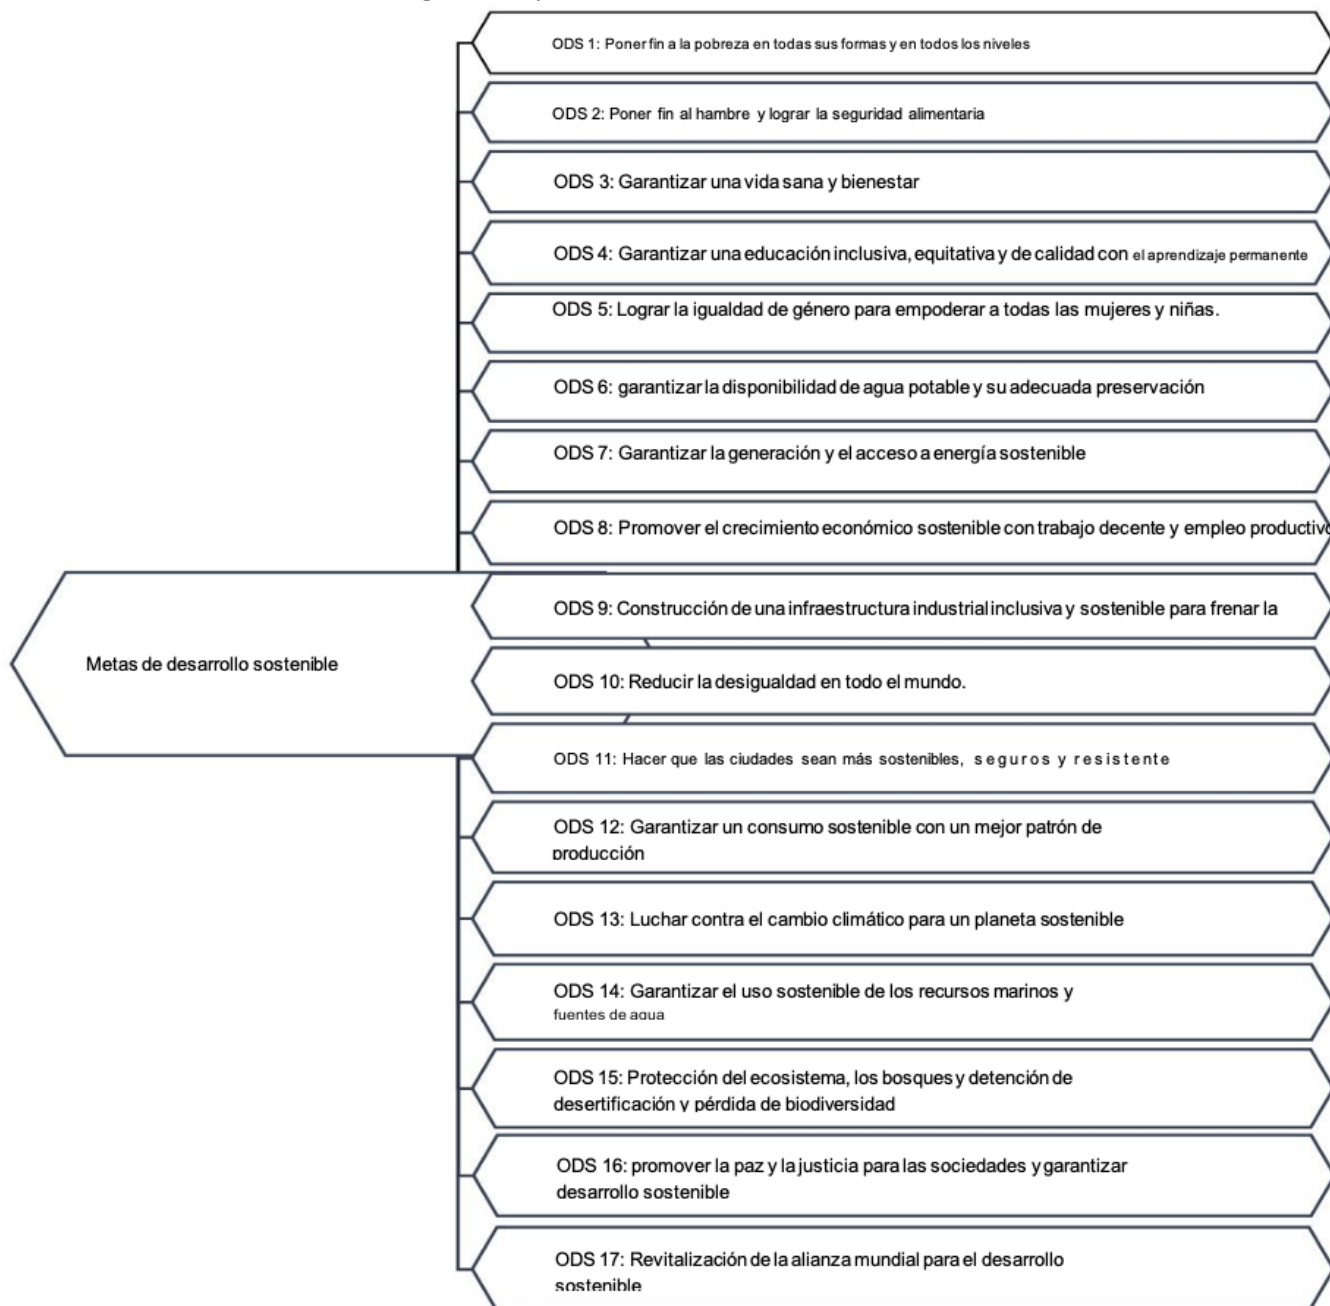 ODS 1: Poner fin a la pobreza en todas sus formas y en todos los niveles
ODS 2: Poner fin al hambre y lograr la seguridad alimentaria
ODS 3: Garantizar una vida sana y bienestar
ODS 4: Garantizar una educación inclusiva, equitativa y de calidad con el aprendizaje permanente
ODS 5: Lograr la igualdad de género para empoderar a todas las mujeres y niñas.
ODS 6: garantizar la disponibilidad de agua potable y su adecuada preservación
ODS 7: Garantizar la generación y el acceso a energía sostenible
ODS 8: Promover el crecimiento económico sostenible con trabajo decente y empleo productivo
ODS 9: Construcción de una infraestructura industrial inclusiva y sostenible para frenar la
Metas de desarrollo sostenible
ODS 10: Reducir la desigualdad en todo el mundo.
ODS 11: Hacer que las ciudades sean más sostenibles, seguros y resistente
ODS 12: Garantizar un consumo sostenible con un mejor patrón de
producción
ODS 13: Luchar contra el cambio climático para un planeta sostenible
ODS 14: Garantizar el uso sostenible de los recursos marinos y
fuentes de agua
ODS 15: Protección del ecosistema, los bosques y detención de
desertificación y pérdida de biodiversidad
ODS 16: promover la paz y la justicia para las sociedades y garantizar
desarrollo sostenible
ODS 17: Revitalización de la alianza mundial para el desarrollo
sostenible